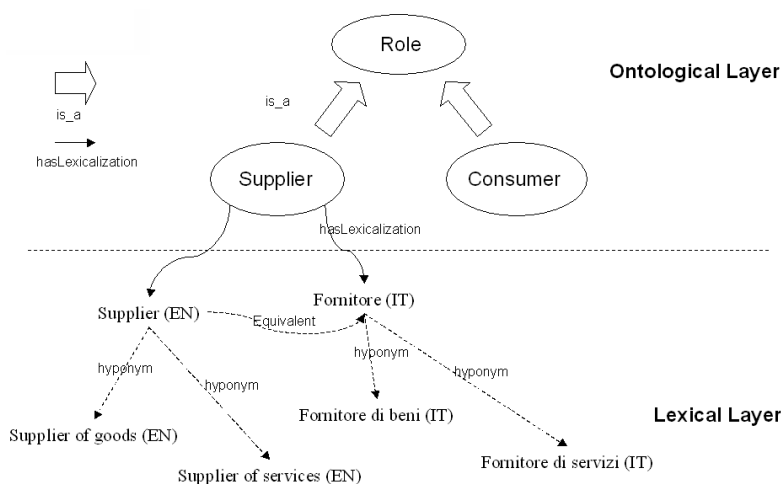 Role
Ontological Layer
is_a
is_a
hasLexicalization
Supplier
Consumer
hasLexicalization
Supplier (EN)
Fornitore (IT)
Equivalent
hyponym
hyponym
hyponym
hyponym
Fornitore di beni (IT)
Lexical Layer
Supplier of goods (EN)
Supplier of services (EN)
Fornitore di servizi (IT)